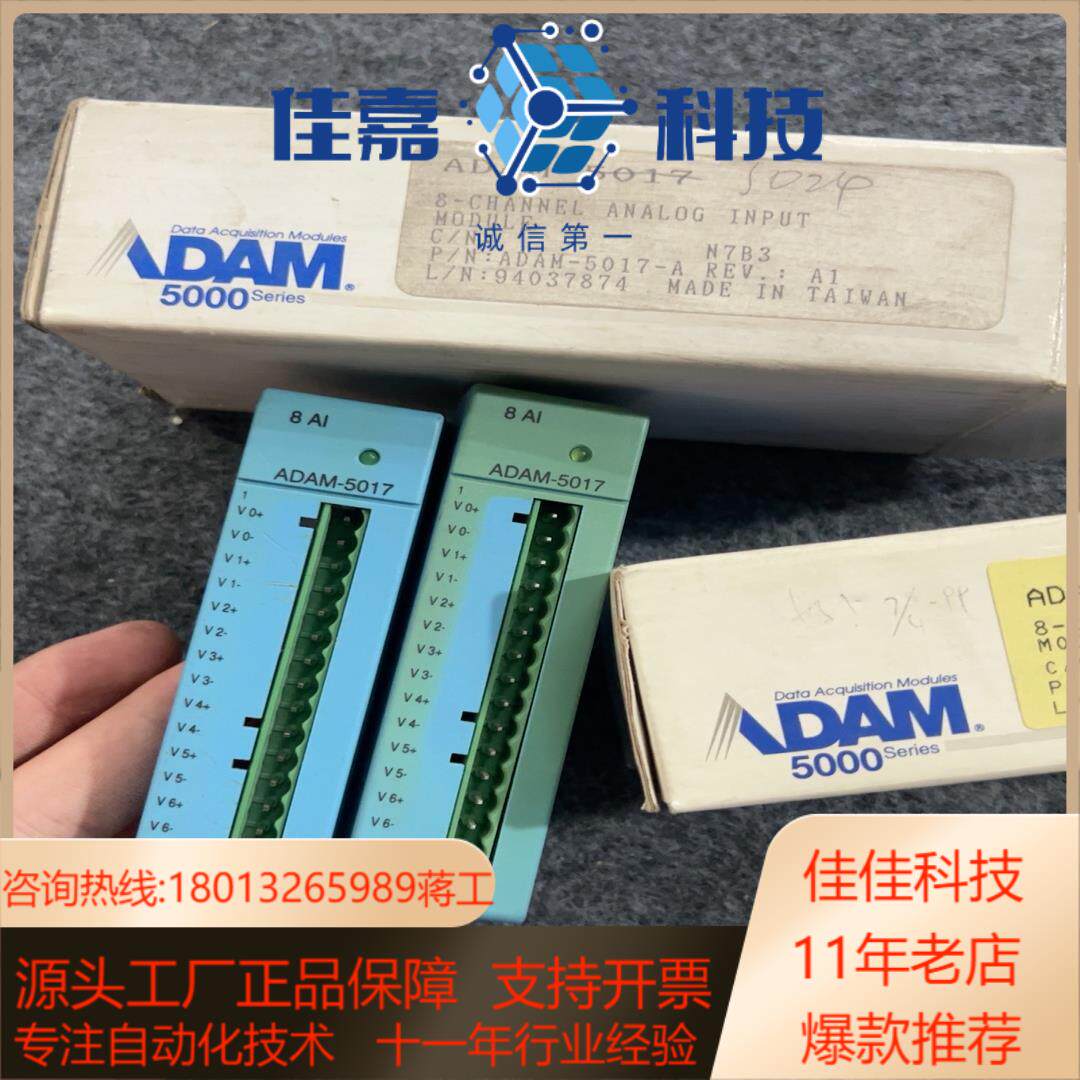 佳嘉 科技
诚信第一
ADAM-5017 5024
8-CHANNEL ANALOG INPUT
MODULE
C/N N7B3
P/N:ADAM-5017-A REV.: A1
L/N:94037874 MADE IN TAIWAN
Data Acquisition Modules
ADAM®
5000 Series
8 AI
ADAM-5017
1
V0+
V0-
V1+
V1-
V2+
V2-
V3+
V3-
V4+
V4-
V5+
V5-
V6+
V6-
8 AI
ADAM-5017
1
V0+
V0-
V1+
V1-
V2+
V2-
V3+
V3-
V4+
V4-
V5+
V5-
V6+
V6-
Data Acquisition Modules
ADAM®
5000 Series
AD
8-
MO
C/
P
L
咨询热线:18013265989蒋工
佳佳科技
11年老店
爆款推荐
源头工厂正品保障 支持开票
专注自动化技术 十一年行业经验